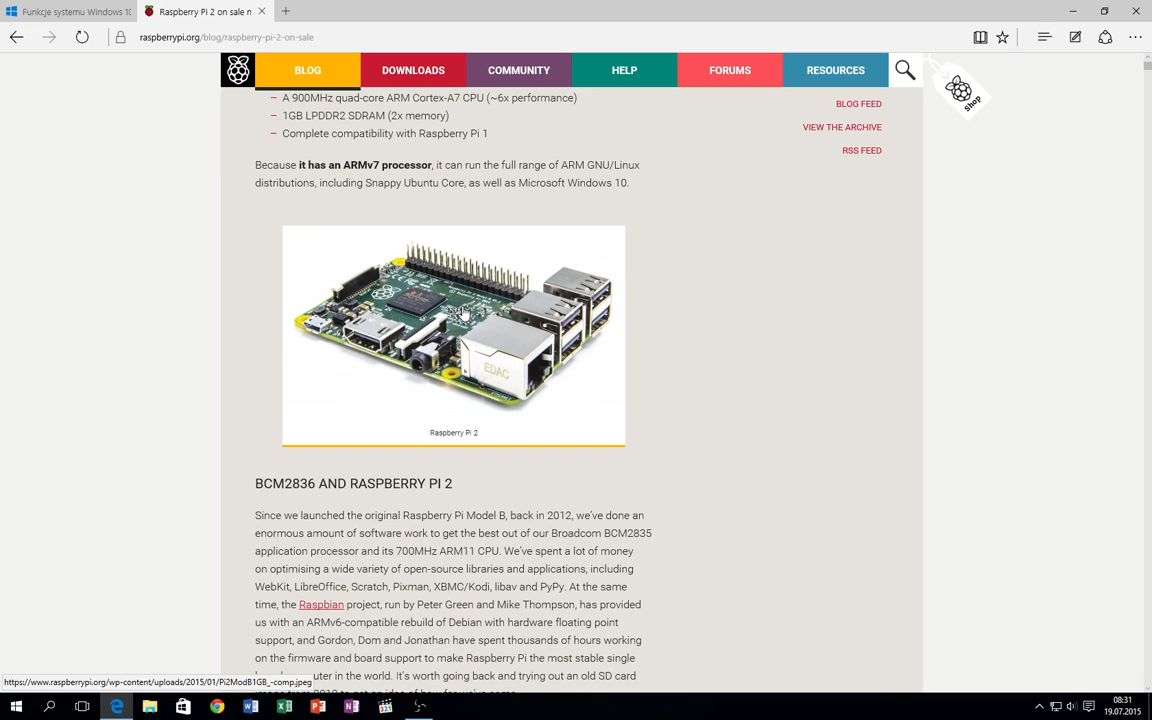 Funkcje systemu Windows 10
Raspberry Pi 2 on sale n
raspberrypi.org/blog/raspberry-pi-2-on-sale
BLOG
DOWNLOADS
COMMUNITY
HELP
FORUMS
RESOURCES
shop
A 900MHz quad-core ARM Cortex-A7 CPU (~6x performance)
1GB LPDDR2 SDRAM (2x memory)
Complete compatibility with Raspberry Pi 1
BLOG FEED
VIEW THE ARCHIVE
RSS FEED
Because it has an ARMv7 processor, it can run the full range of ARM GNU/Linux
distributions, including Snappy Ubuntu Core, as well as Microsoft Windows 10.
EDAC
Raspberry Pi 2
BCM2836 AND RASPBERRY PI 2
Since we launched the original Raspberry Pi Model B, back in 2012, we've done an
enormous amount of software work to get the best out of our Broadcom BCM2835
application processor and its 700MHz ARM11 CPU. We've spent a lot of money
on optimising a wide variety of open-source libraries and applications, including
WebKit, LibreOffice, Scratch, Pixman, XBMC/Kodi, libav and PyPy. At the same
time, the Raspbian project, run by Peter Green and Mike Thompson, has provided
us with an ARMv6-compatible rebuild of Debian with hardware floating point
support, and Gordon, Dom and Jonathan have spent thousands of hours working
on the firmware and board support to make Raspberry Pi the most stable single
computer in the world. It's worth going back and trying out an old SD card
https://www.raspberrypi.org/wp-content/uploads/2015/01/Pi2ModB1GB_-comp.jpeg
08:31
19.07.2015